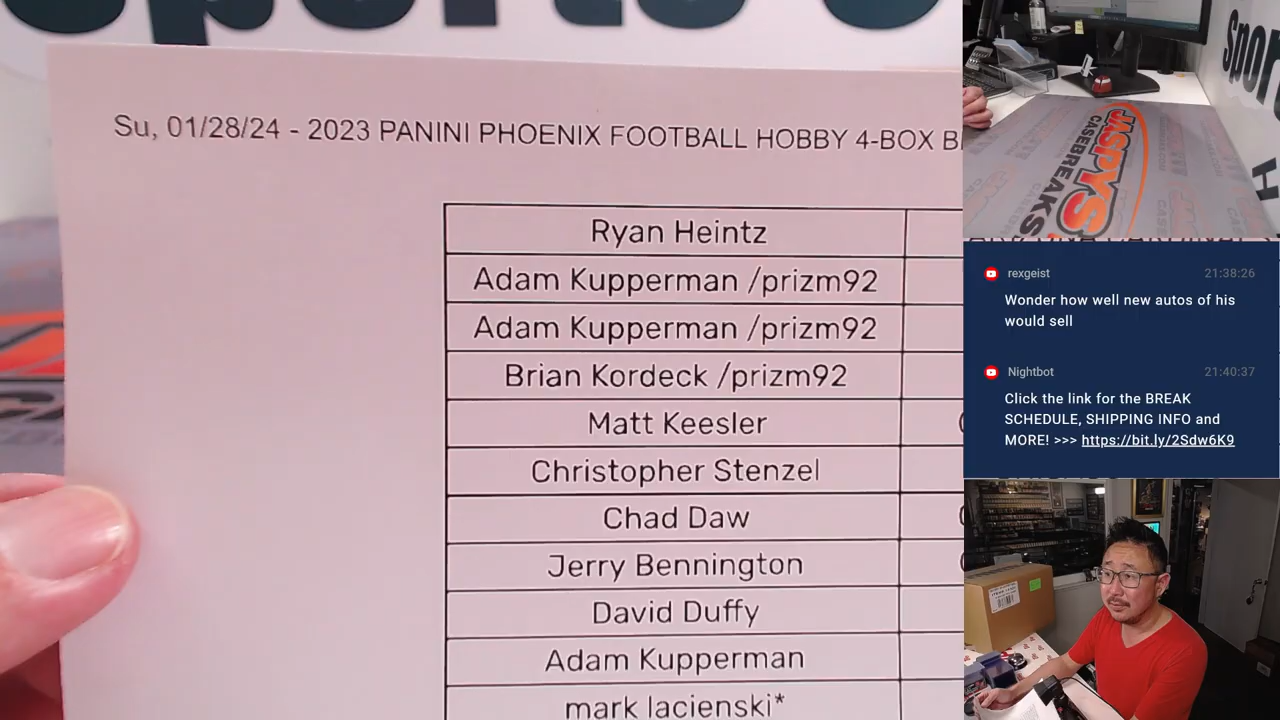 Sports
Su, 01/28/24 - 2023 PANINI PHOENIX FOOTBALL HOBBY 4-BOX
Ryan Heintz
Adam Kupperman /prizm92
Adam Kupperman /prizm92
Brian Kordeck /prizm92
Matt Keesler
Christopher Stenzel
Chad Daw
Jerry Bennington
David Duffy
Adam Kupperman
mark lacienski*
JASPYS
CASEBREAKS
rexgeist 21:38:26
Wonder how well new autos of his
would sell
Nightbot 21:40:37
Click the link for the BREAK
SCHEDULE, SHIPPING INFO and
MORE! >>> https://bit.ly/2Sdw6K9